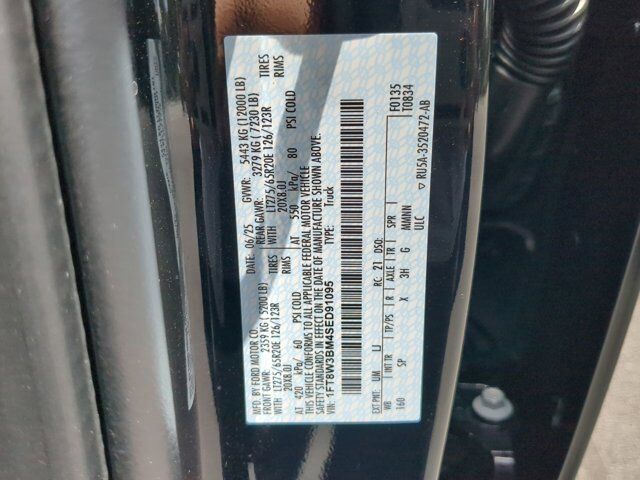 MFD. BY FORD MOTOR CO. DATE: 06/25 GVWR: 5443 KG (12000 LB)
FRONT GAWR: 2359 KG (5200 LB) REAR GAWR: 3279 KG (7230 LB)
WITH LT275/65R20E 126/123R TIRES WITH LT275/65R20E 126/123R TIRES
20X8.0J RIMS 20X8.0J RIMS
AT 420 kPa/ 60 PSI COLD AT 550 kPa/ 80 PSI COLD
THIS VEHICLE CONFORMS TO ALL APPLICABLE FEDERAL MOTOR VEHICLE
SAFETY STANDARDS IN EFFECT ON THE DATE OF MANUFACTURE SHOWN ABOVE.
VIN: 1FT8W3BM4SED91095 TYPE: Truck
F0135
T0834
EXT PNT: UM UJ RC: 21 DSO:
WB INT TR TP/PS R AXLE TR SPR
160 SP X 3H G MMANN
ULC
RU5A-3520472-AB